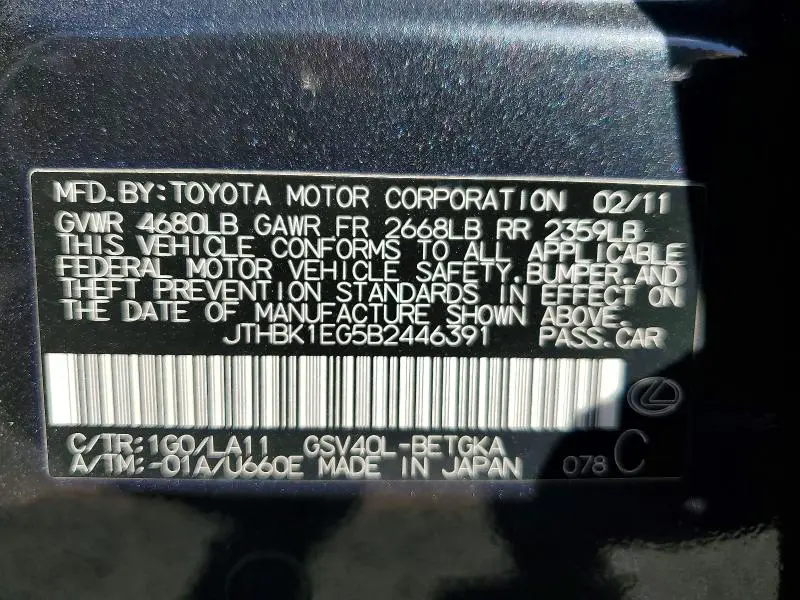 MFD.BY:TOYOTA MOTOR CORPORATION 02/11
GVWR 4680LB GAWR FR 2668LB RR 2359LB
THIS VEHICLE CONFORMS TO ALL APPLICABLE
FEDERAL MOTOR VEHICLE SAFETY,BUMPER,AND
THEFT PREVENTION STANDARDS IN EFFECT ON
THE DATE OF MANUFACTURE SHOWN ABOVE.
JTHBK1EG5B2446391 PASS.CAR
C/TR:1G0/LA11 GSV40L-BETGKA
A/TM:-01A/U660E MADE IN JAPAN 078 C